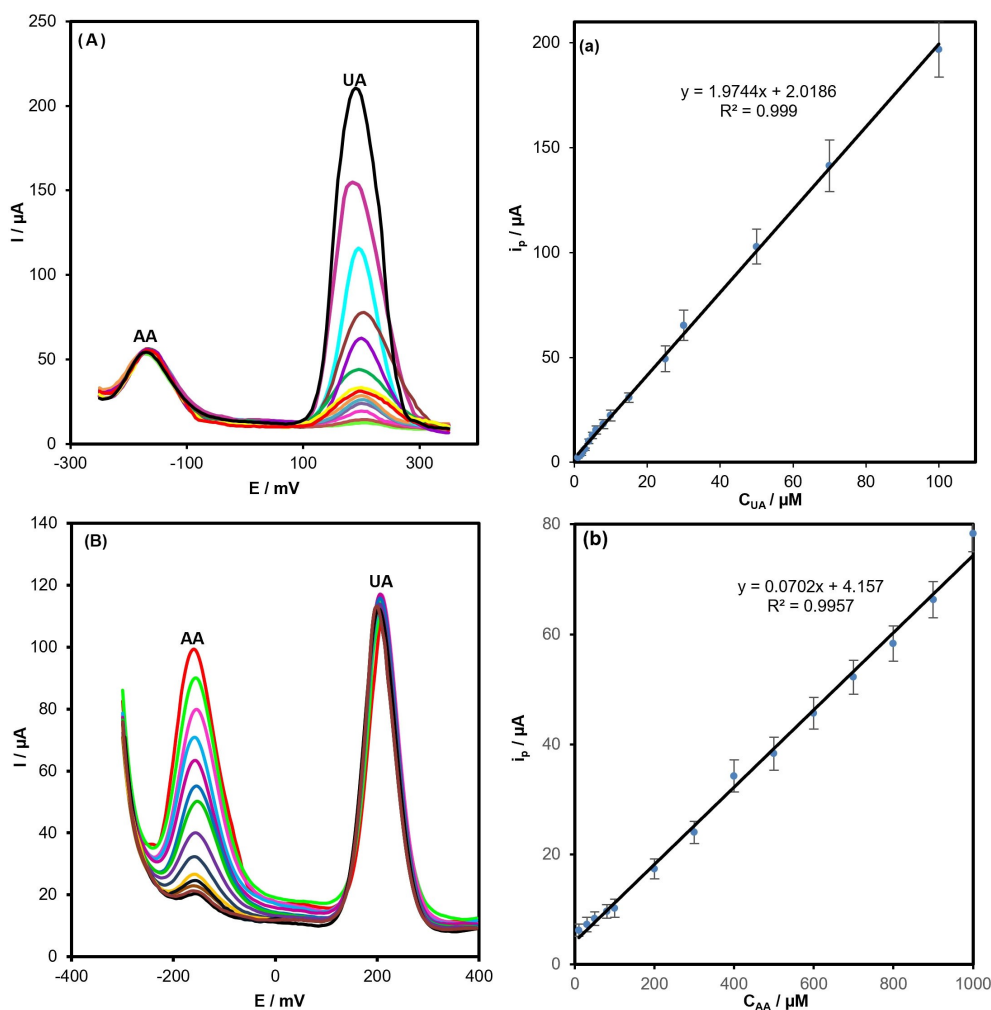 (A)
250
200
150
100
50
0
-300
-100
100
300
I / µA
E / mV
AA
UA
(a)
y = 1.9744x + 2.0186
R² = 0.999
200
150
100
50
0
0
20
40
60
80
100
iₚ / µA
C_UA / µM
(B)
140
120
100
80
60
40
20
0
-400
-200
0
200
400
I / µA
E / mV
AA
UA
(b)
y = 0.0702x + 4.157
R² = 0.9957
80
60
40
20
0
0
200
400
600
800
1000
iₚ / µA
C_AA / µM